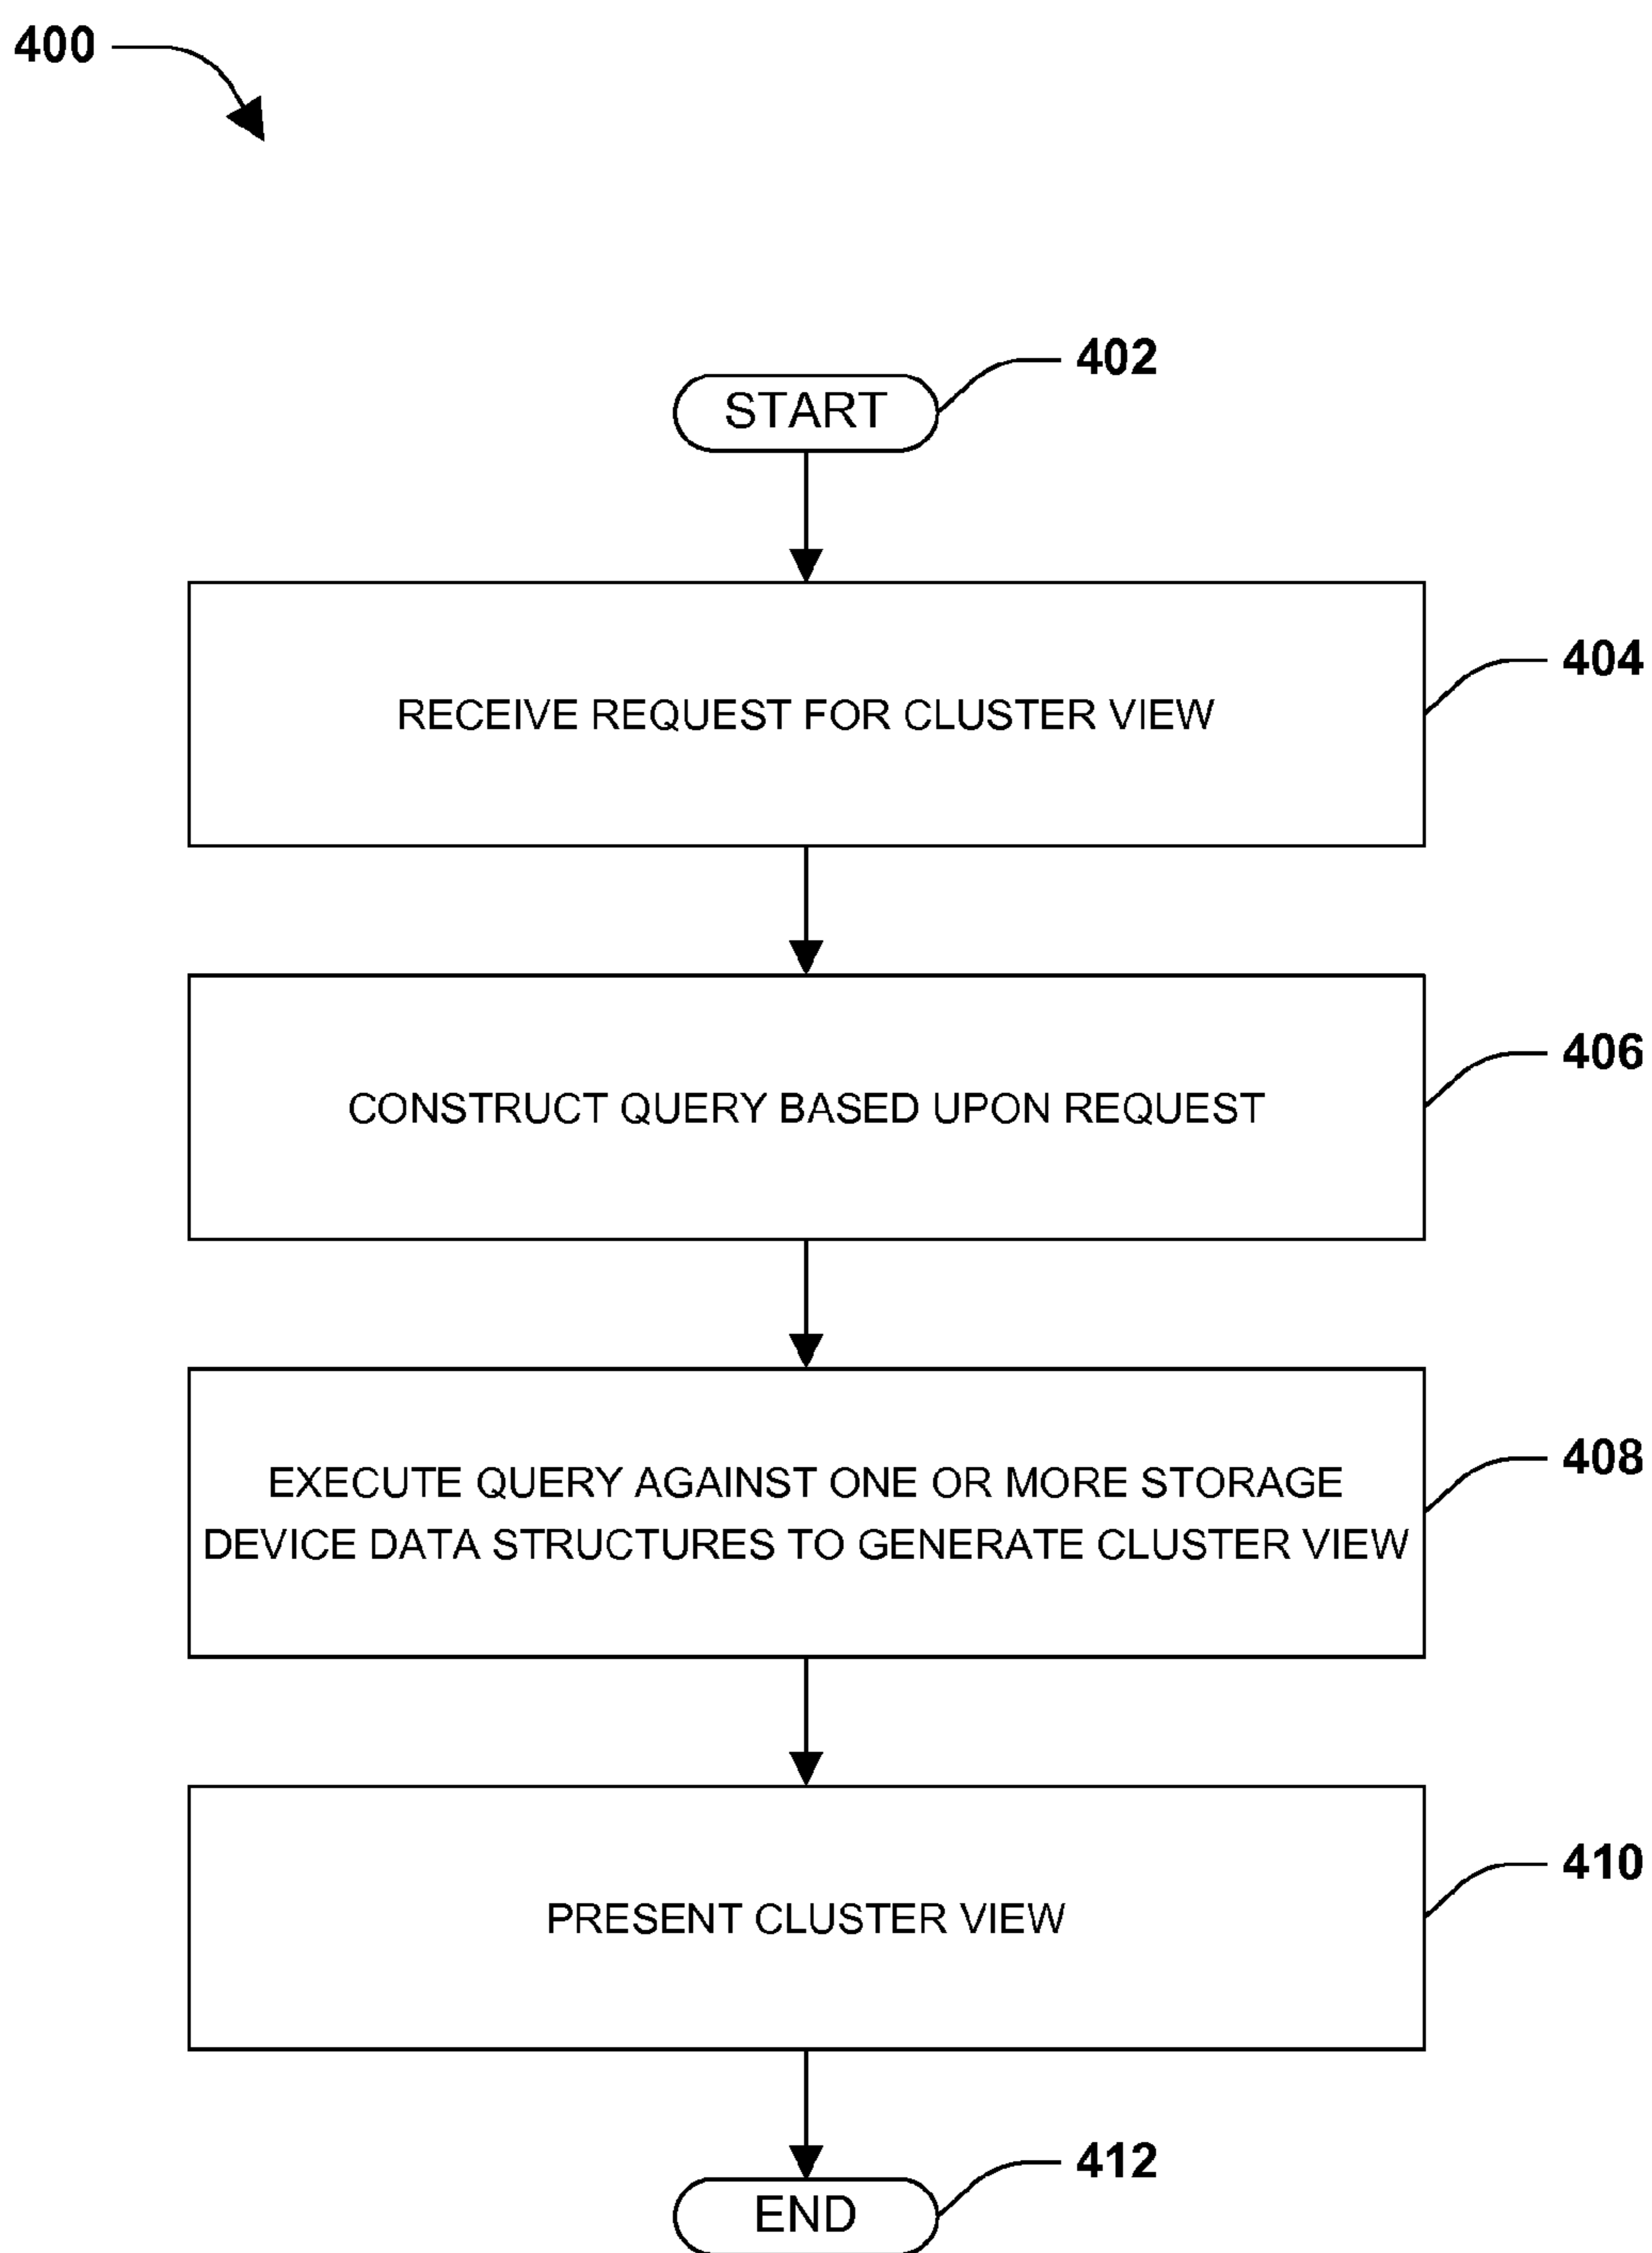 400
402
START
404
RECEIVE REQUEST FOR CLUSTER VIEW
406
CONSTRUCT QUERY BASED UPON REQUEST
408
EXECUTE QUERY AGAINST ONE OR MORE STORAGE
DEVICE DATA STRUCTURES TO GENERATE CLUSTER VIEW
410
PRESENT CLUSTER VIEW
412
END